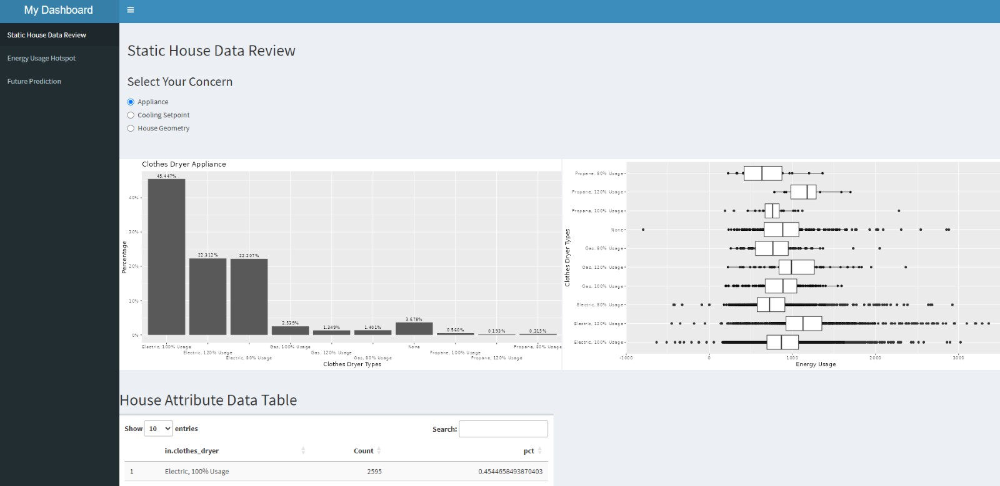 My Dashboard
Static House Data Review
Energy Usage Hotspot
Future Prediction
Static House Data Review
Select Your Concern
Appliance
Cooling Setpoint
House Geometry
Clothes Dryer Appliance
Percentage
40%
30%
20%
10%
0%
45.447%
22.312%
22.207%
2.539%
1.349%
1.401%
3.678%
0.560%
0.193%
0.315%
Electric, 100% Usage
Electric, 120% Usage
Electric, 80% Usage
Gas, 100% Usage
Gas, 120% Usage
Gas, 80% Usage
None
Propane, 100% Usage
Propane, 120% Usage
Propane, 80% Usage
Clothes Dryer Types
Clothes Dryer Types
Propane, 80% Usage
Propane, 120% Usage
Propane, 100% Usage
None
Gas, 80% Usage
Gas, 120% Usage
Gas, 100% Usage
Electric, 80% Usage
Electric, 120% Usage
Electric, 100% Usage
-1000 0 1000 2000 3000
Energy Usage
House Attribute Data Table
Show 10 entries
Search:
in.clothes_dryer Count pct
1 Electric, 100% Usage 2595 0.4544658493870403